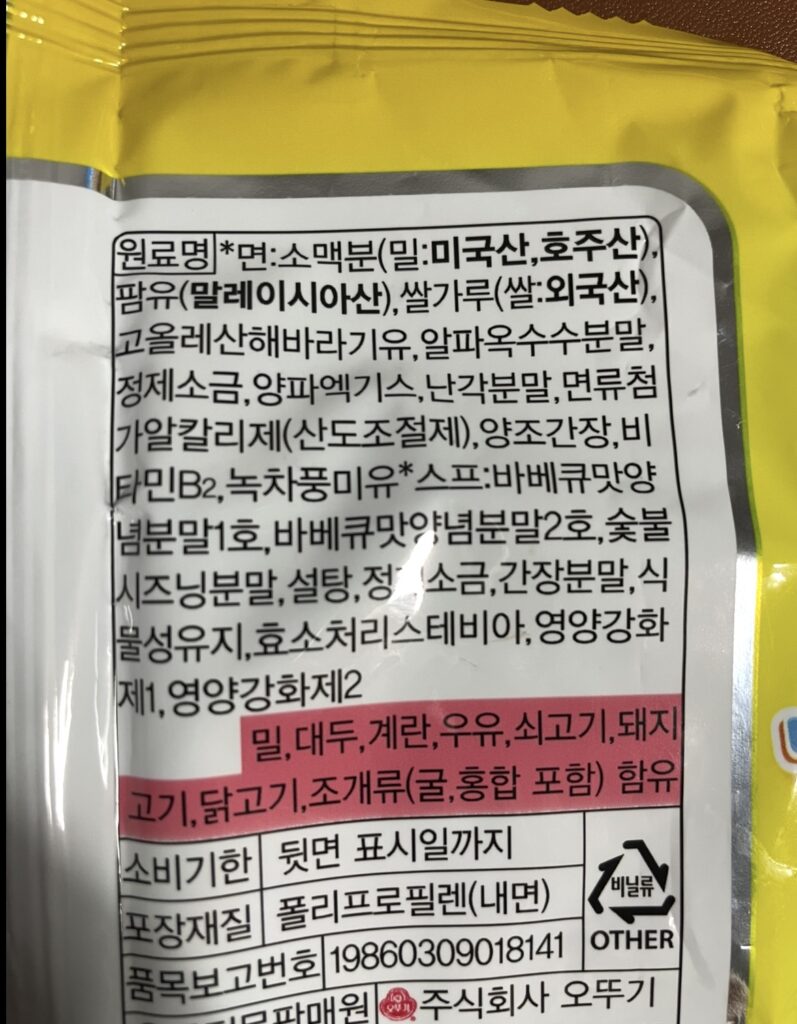 원료명 *면:소맥분(밀:미국산,호주산),
팜유(말레이시아산),쌀가루(쌀:외국산),
고올레산해바라기유,알파옥수수분말,
정제소금,양파엑기스,난각분말,면류첨
가알칼리제(산도조절제),양조간장,비
타민B2,녹차풍미유*스프:바베큐맛양
념분말1호,바베큐맛양념분말2호,숯불
시즈닝분말,설탕,정제소금,간장분말,식
물성유지,효소처리스테비아,영양강화
제1,영양강화제2
밀,대두,계란,우유,쇠고기,돼지
고기,닭고기,조개류(굴,홍합 포함) 함유
소비기한 뒷면 표시일까지
포장재질 폴리프로필렌(내면)
비닐류
OTHER
품목보고번호 19860309018141
오뚜기 주식회사 오뚜기